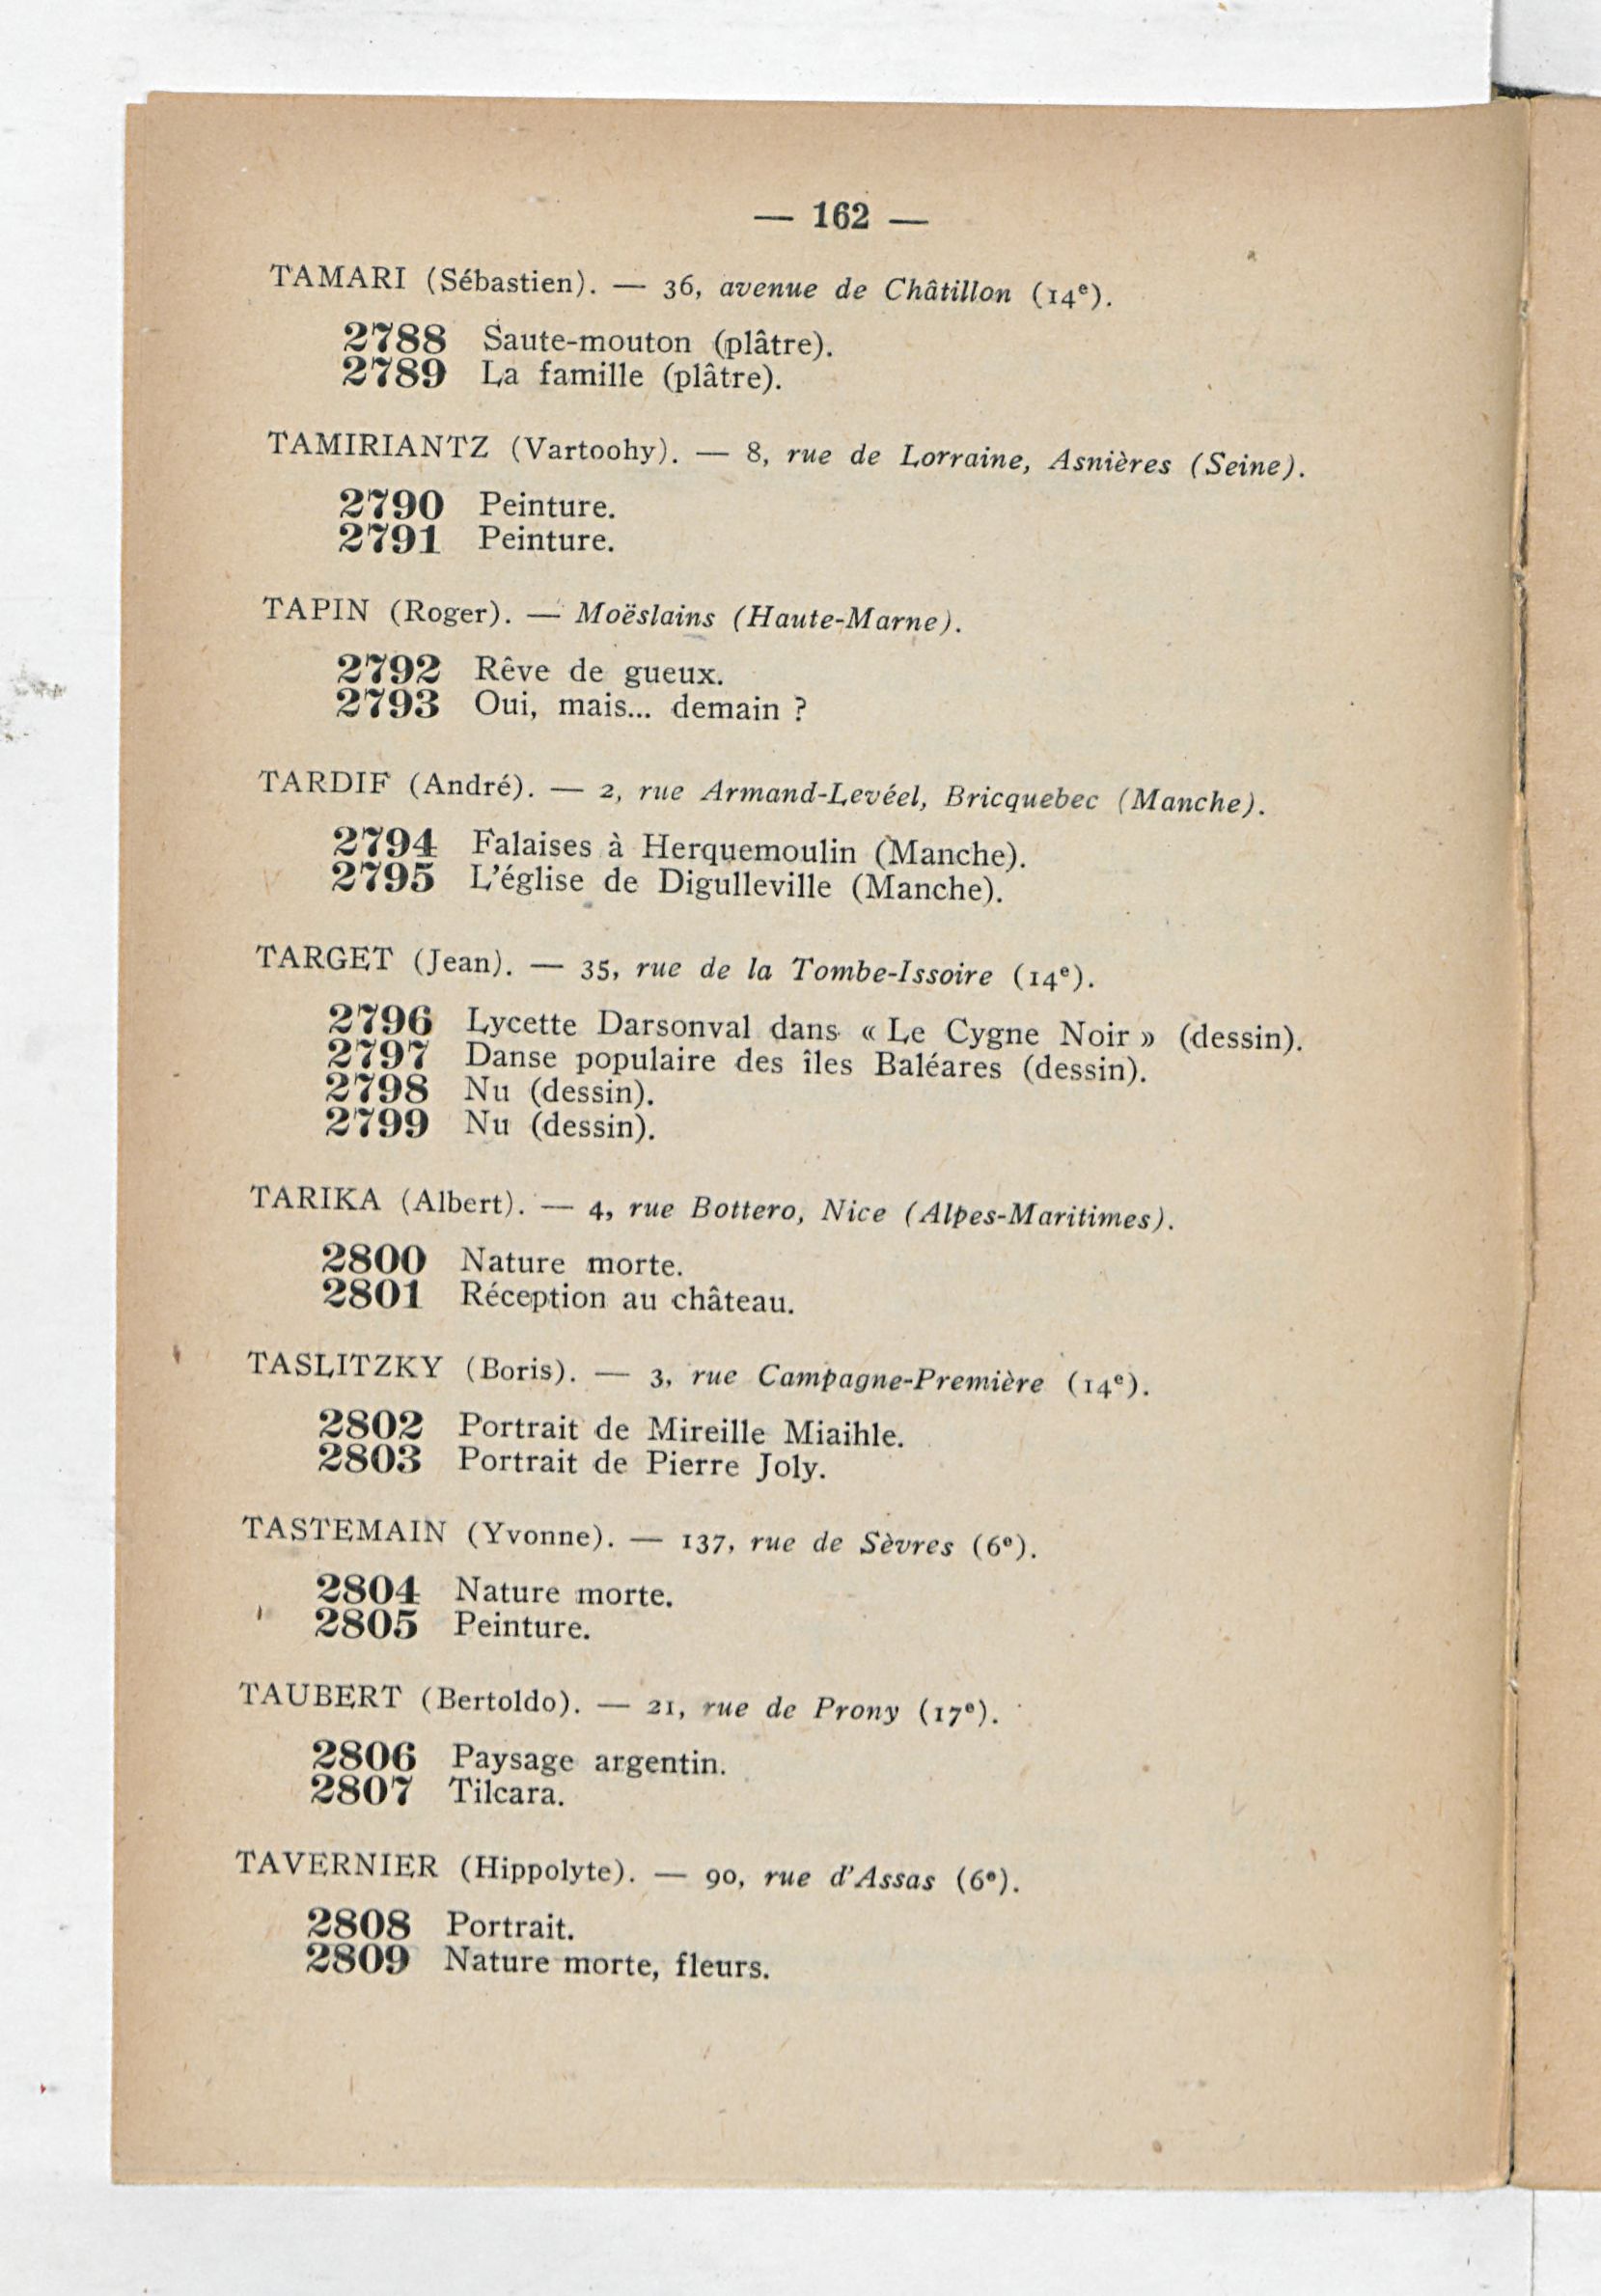 — 162 —
TAMARI (Sébastien). — 36, avenue de Châtillon (14e).
2788 Saute-mouton (plâtre).
2789 La famille (plâtre).
TAMIRIANTZ (Vartoohy). — 8, rue de Lorraine, Asnières (Seine).
2790 Peinture.
2791 Peinture.
TAPIN (Roger). — Moëslains (Haute-Marne).
2792 Rêve de gueux.
2793 Oui, mais... demain ?
TARDIF (André). — 2, rue Armand-Levéel, Bricquebec (Manche).
2794 Falaises à Herquemoulin (Manche).
2795 L'église de Digulleville (Manche).
TARGET (Jean). — 35, rue de la Tombe-Issoire (14e).
2796 Lycette Darsonval dans « Le Cygne Noir » (dessin).
2797 Danse populaire des îles Baléares (dessin).
2798 Nu (dessin).
2799 Nu (dessin).
TARIKA (Albert). — 4, rue Bottero, Nice (Alpes-Maritimes).
2800 Nature morte.
2801 Réception au château.
TASLITZKY (Boris). — 3, rue Campagne-Première (14e).
2802 Portrait de Mireille Miaihle.
2803 Portrait de Pierre Joly.
TASTEMAIN (Yvonne). — 137, rue de Sèvres (6e).
2804 Nature morte.
2805 Peinture.
TAUBERT (Bertoldo). — 21, rue de Prony (17e).
2806 Paysage argentin.
2807 Tilcara.
TAVERNIER (Hippolyte). — 90, rue d'Assas (6e).
2808 Portrait.
2809 Nature morte, fleurs.